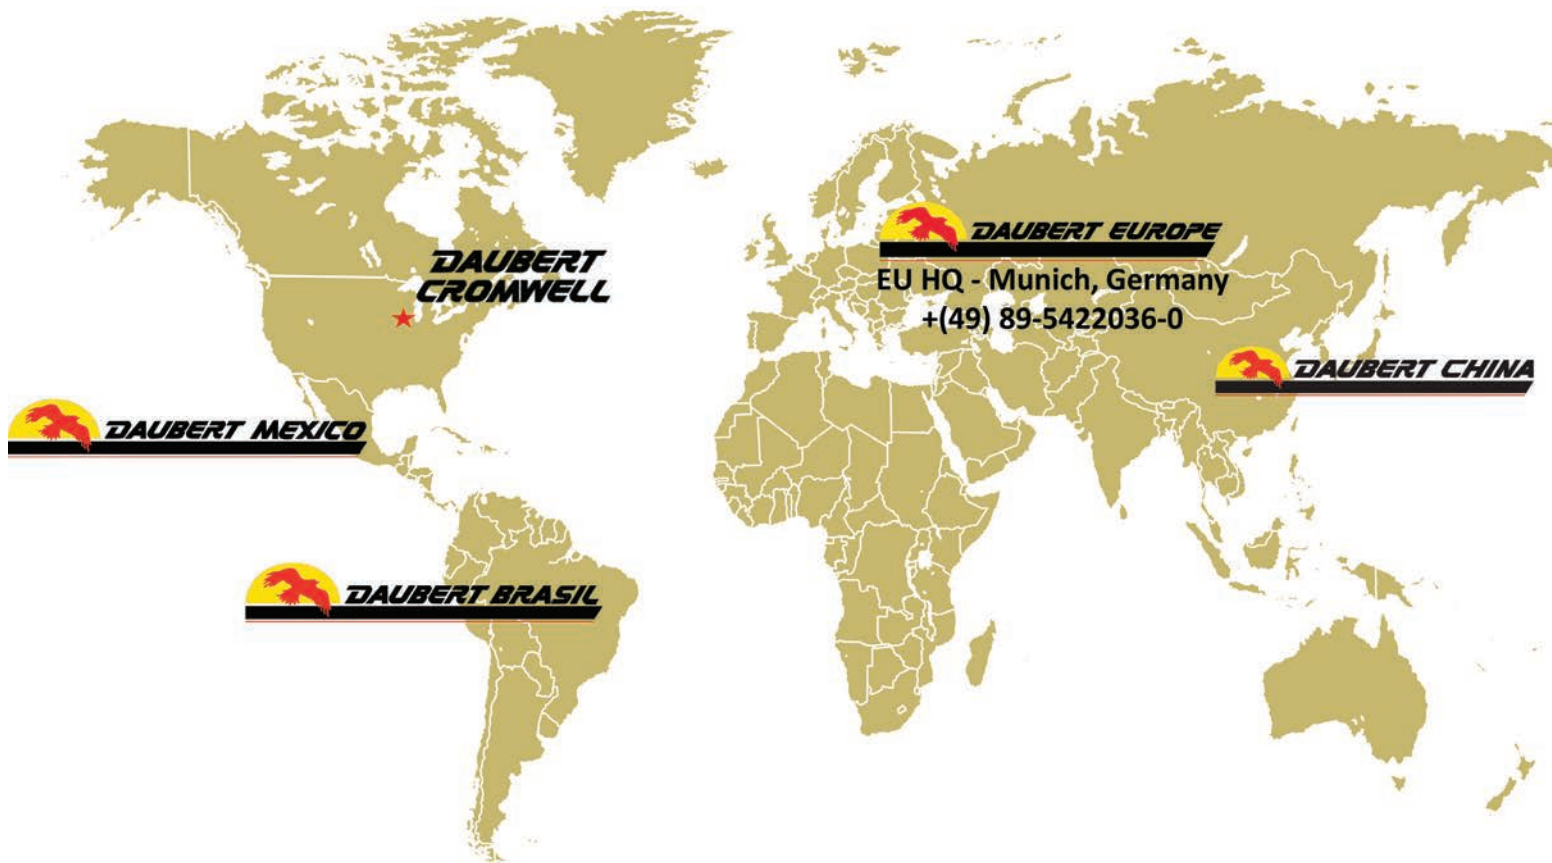 DAUBERT
CROMWELL
DAUBERT EUROPE
EU HQ - Munich, Germany
+(49) 89-5422036-0
DAUBERT CHINA
DAUBERT MEXICO
DAUBERT BRASIL